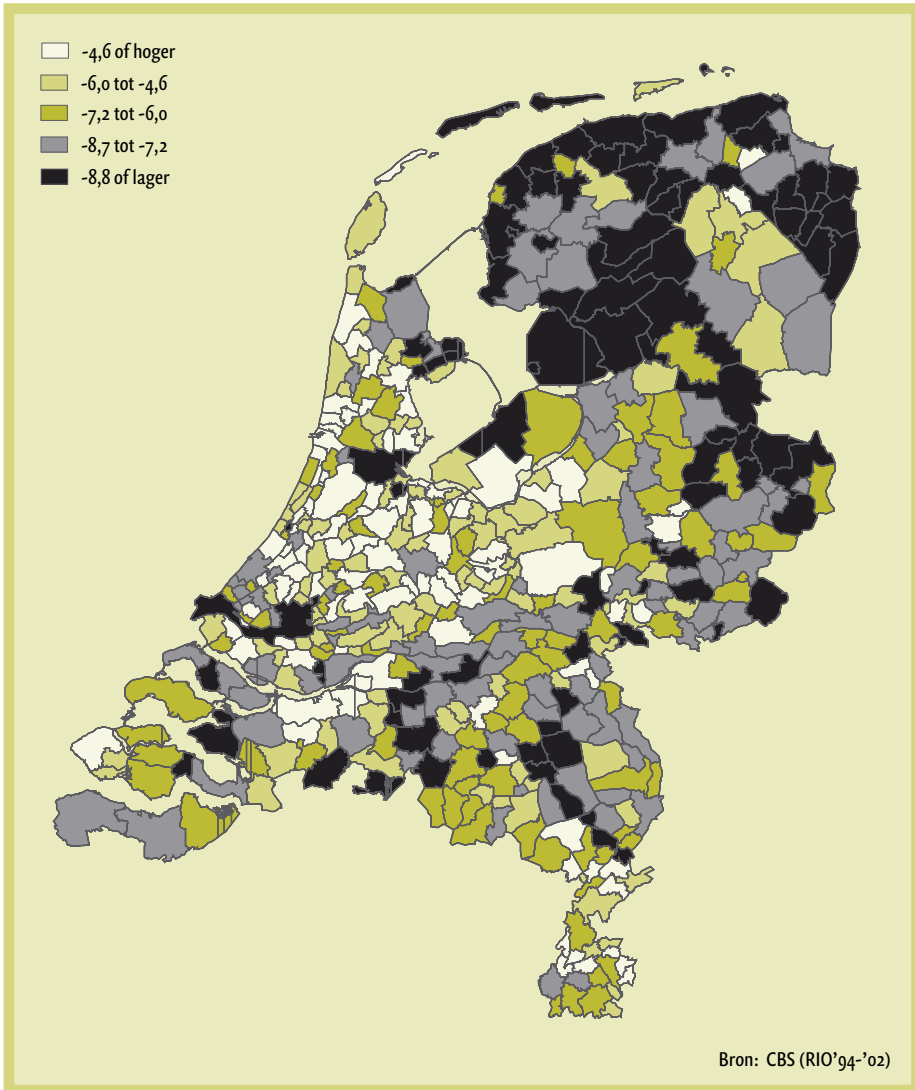 -4,6 of hoger
-6,0 tot -4,6
-7,2 tot -6,0
-8,7 tot -7,2
-8,8 of lager
Bron: CBS (RIO’94-’02)